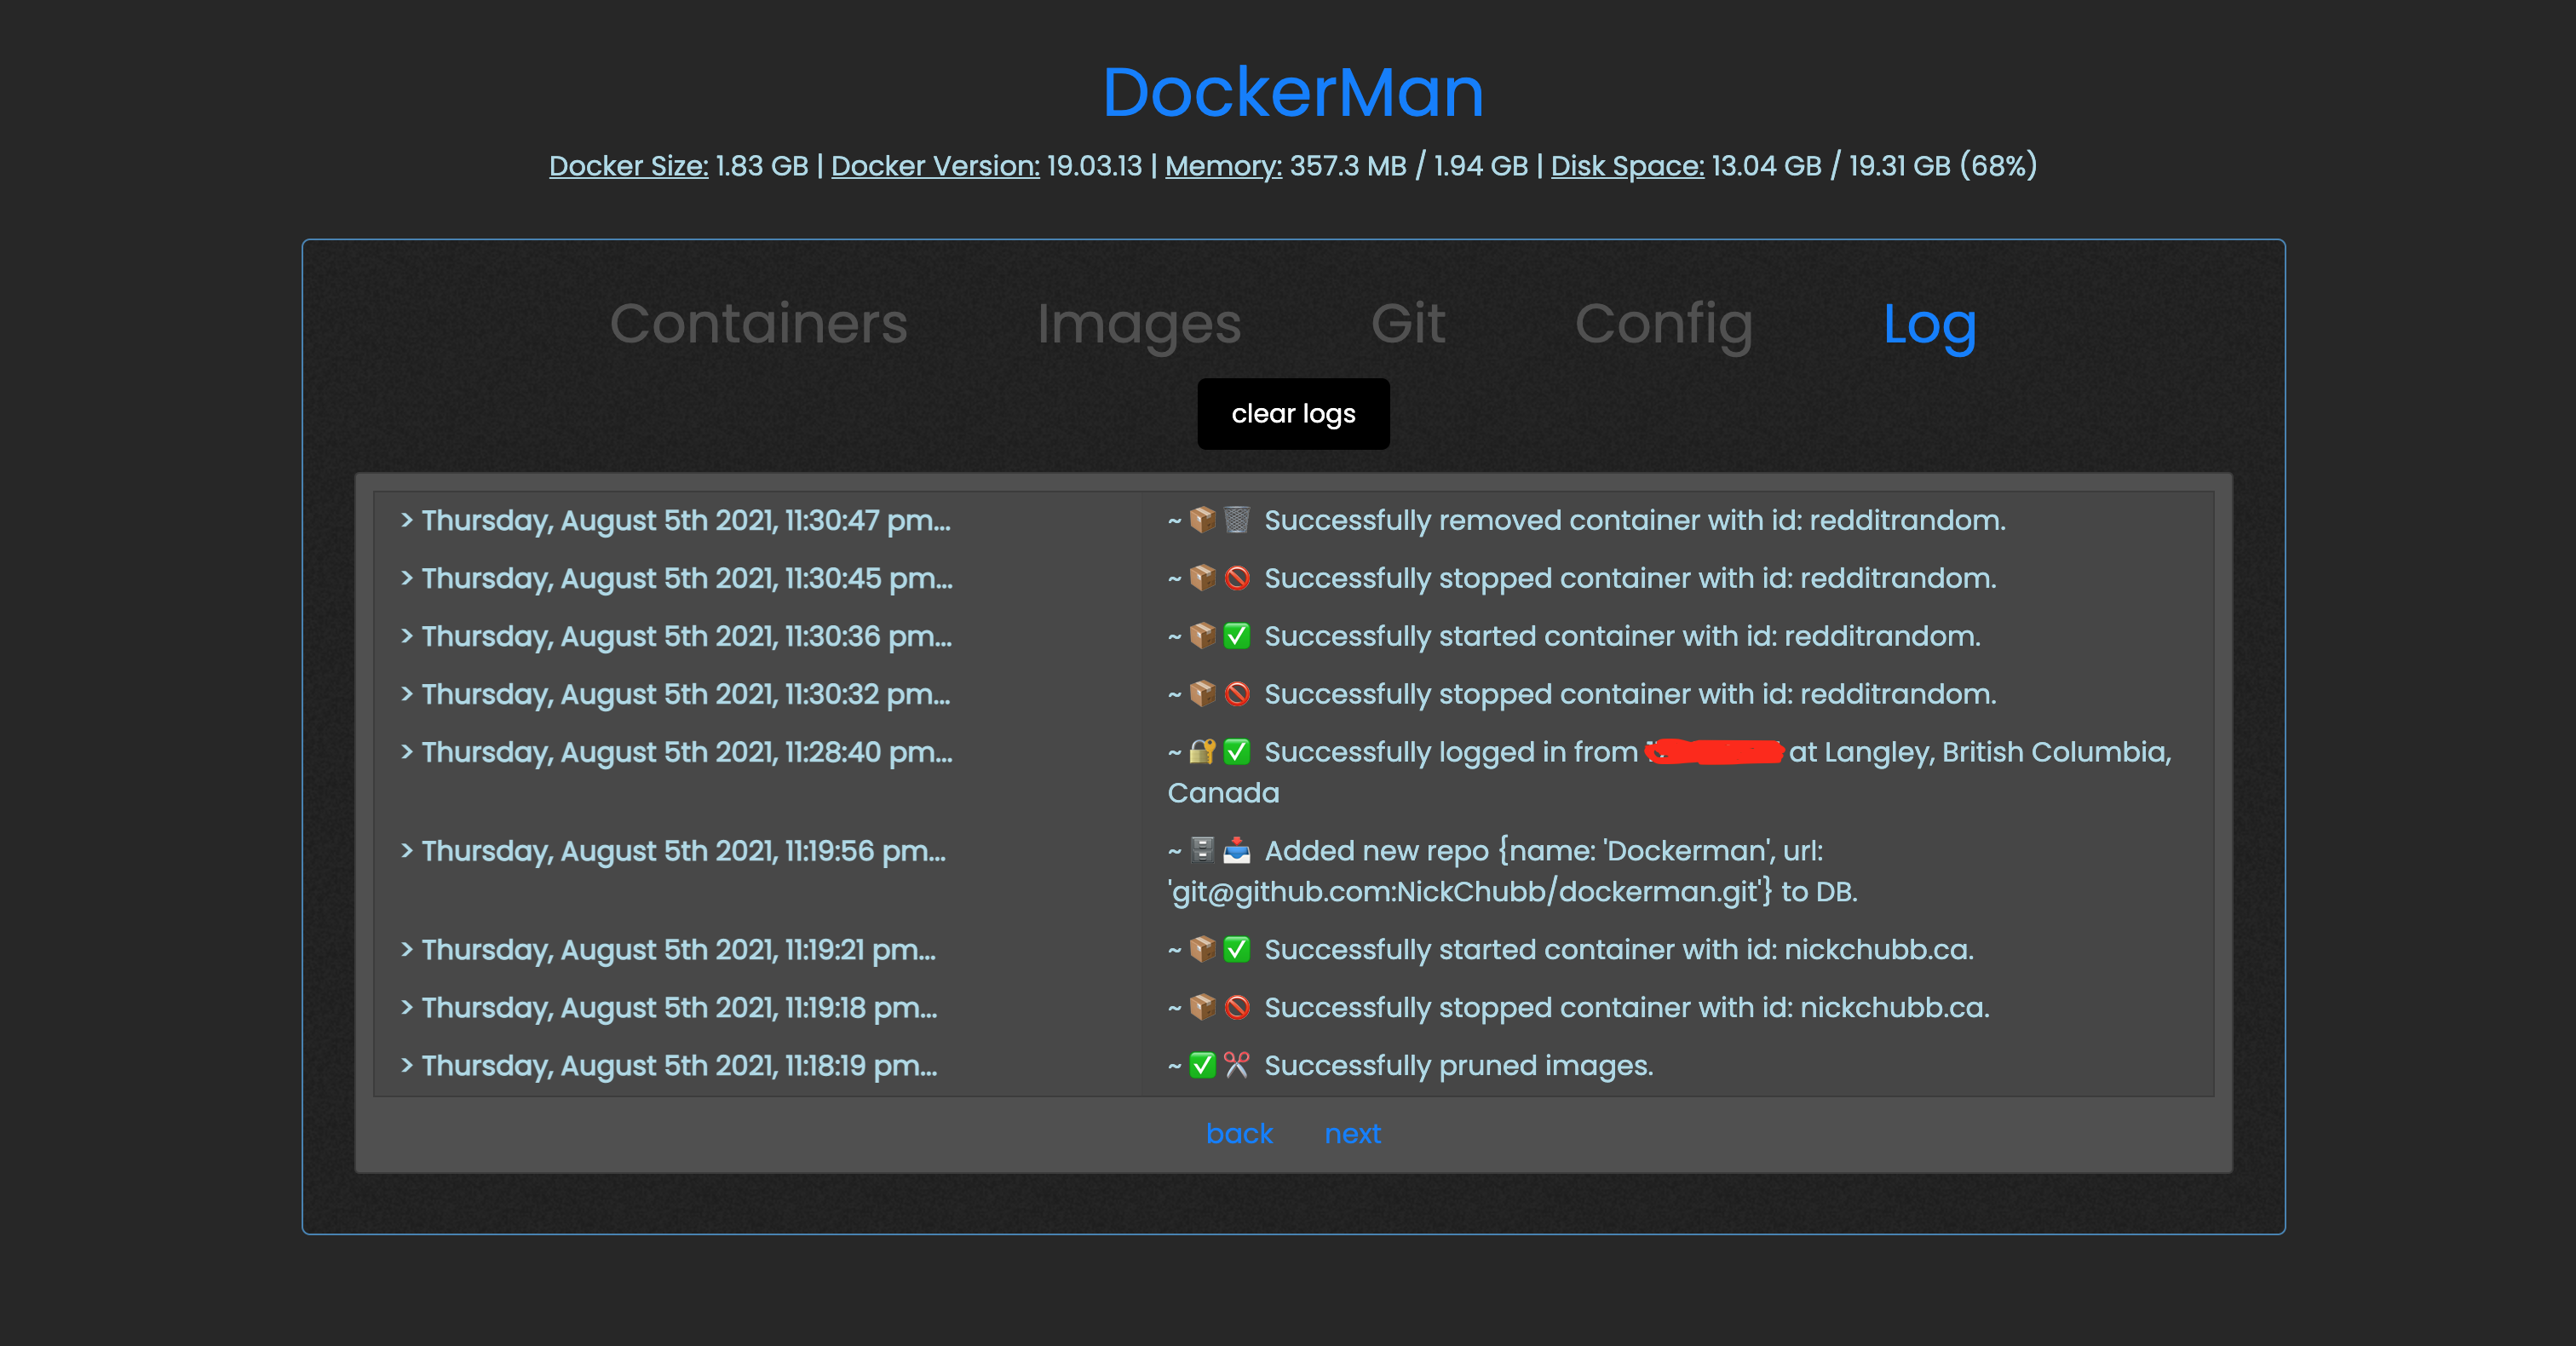 DockerMan
Docker Size: 1.83 GB | Docker Version: 19.03.13 | Memory: 357.3 MB / 1.94 GB | Disk Space: 13.04 GB / 19.31 GB (68%)
Containers Images Git Config Log
clear logs
> Thursday, August 5th 2021, 11:30:47 pm... ~ 📦🗑️ Successfully removed container with id: redditrandom.
> Thursday, August 5th 2021, 11:30:45 pm... ~ 📦🚫 Successfully stopped container with id: redditrandom.
> Thursday, August 5th 2021, 11:30:36 pm... ~ 📦✅ Successfully started container with id: redditrandom.
> Thursday, August 5th 2021, 11:30:32 pm... ~ 📦🚫 Successfully stopped container with id: redditrandom.
> Thursday, August 5th 2021, 11:28:40 pm... ~ 🔐✅ Successfully logged in from at Langley, British Columbia,
Canada
> Thursday, August 5th 2021, 11:19:56 pm... ~ 🗄️📥 Added new repo {name: 'Dockerman', url:
'git@github.com:NickChubb/dockerman.git'} to DB.
> Thursday, August 5th 2021, 11:19:21 pm... ~ 📦✅ Successfully started container with id: nickchubb.ca.
> Thursday, August 5th 2021, 11:19:18 pm... ~ 📦🚫 Successfully stopped container with id: nickchubb.ca.
> Thursday, August 5th 2021, 11:18:19 pm... ~ ✅✂️ Successfully pruned images.
back next